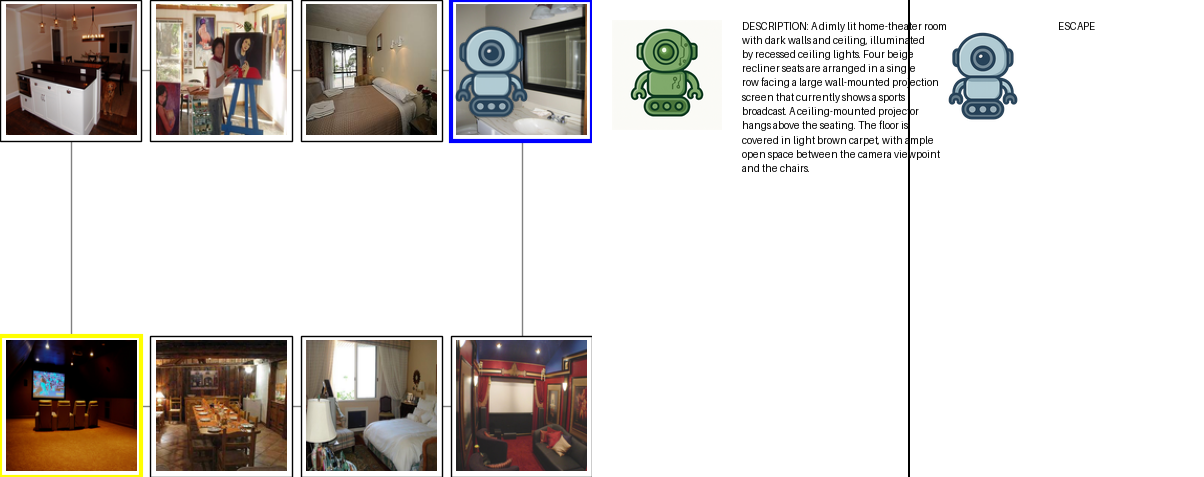 DESCRIPTION: A dimly lit home-theater room
with dark walls and ceiling, illuminated
by recessed ceiling lights. Four beige
recliner seats are arranged in a single
row facing a large wall-mounted projection
screen that currently shows a sports
broadcast. A ceiling-mounted projector
hangs above the seating. The floor is
covered in light brown carpet, with ample
open space between the camera viewpoint
and the chairs.
ESCAPE